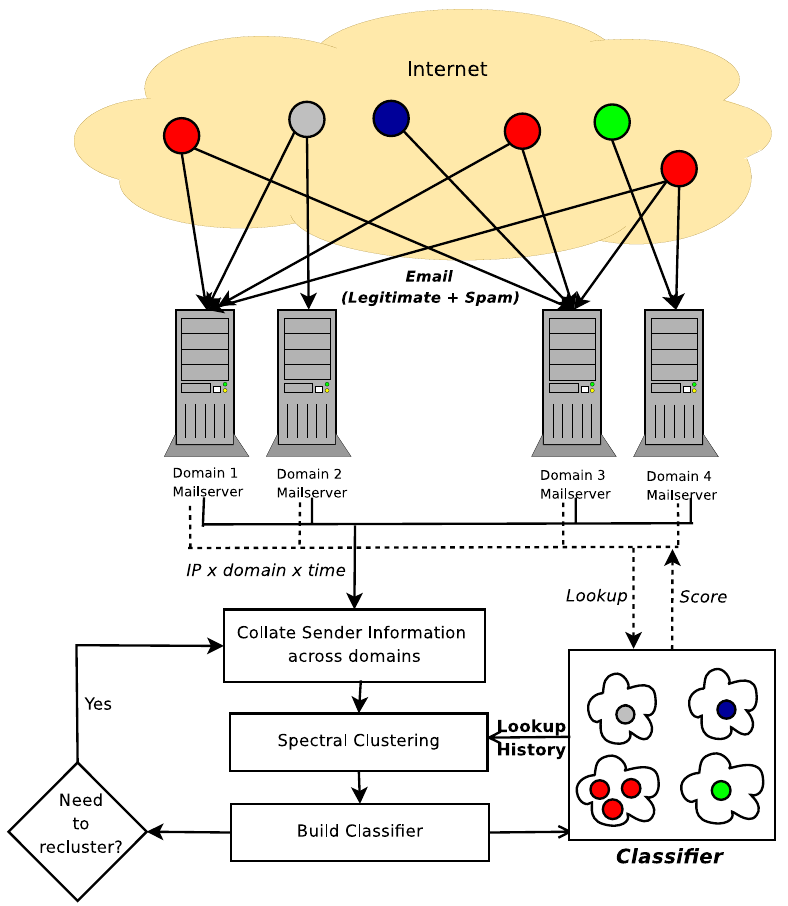 Internet
Email
(Legitimate + Spam)
Domain 1
Mailserver
Domain 2
Mailserver
Domain 3
Mailserver
Domain 4
Mailserver
IP x domain x time
Lookup
Score
Collate Sender Information
across domains
Yes
Spectral Clustering
Lookup
History
Need
to
recluster?
Build Classifier
Classifier